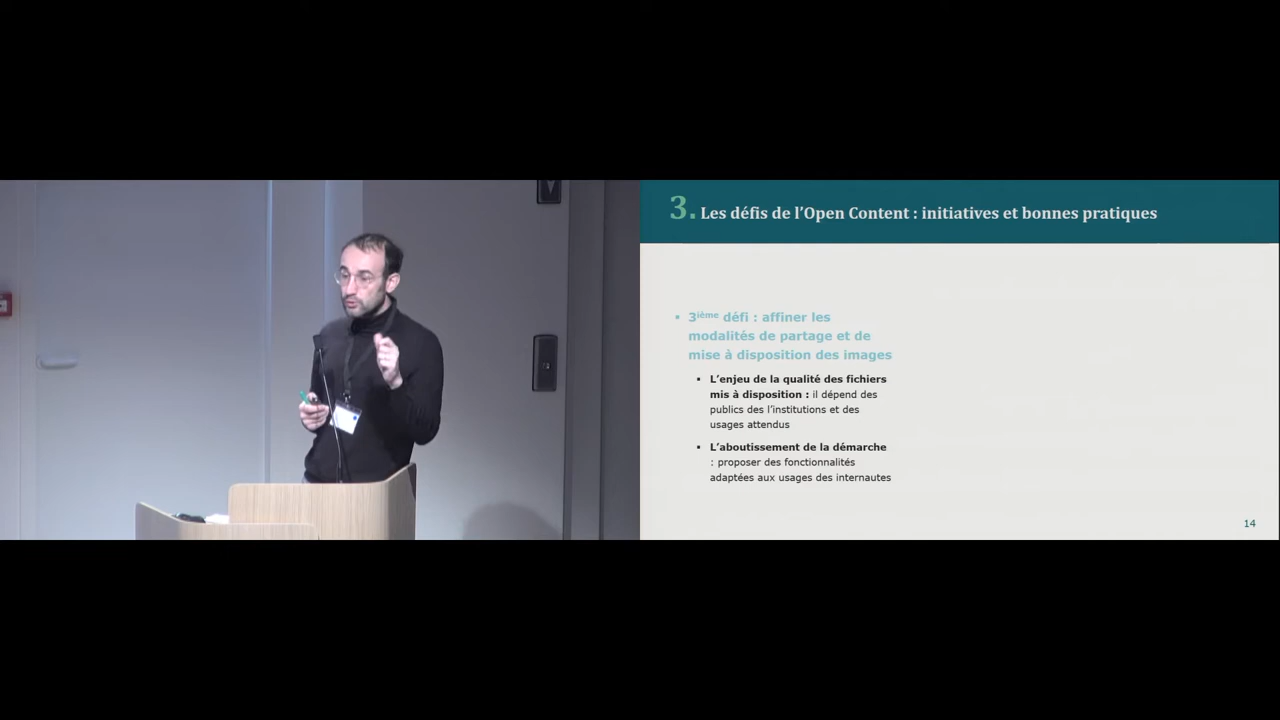 3. Les défis de l’Open Content : initiatives et bonnes pratiques
▪ 3ième défi : affiner les
modalités de partage et de
mise à disposition des images
▪ L’enjeu de la qualité des fichiers
mis à disposition : il dépend des
publics des l’institutions et des
usages attendus
▪ L’aboutissement de la démarche
: proposer des fonctionnalités
adaptées aux usages des internautes
14